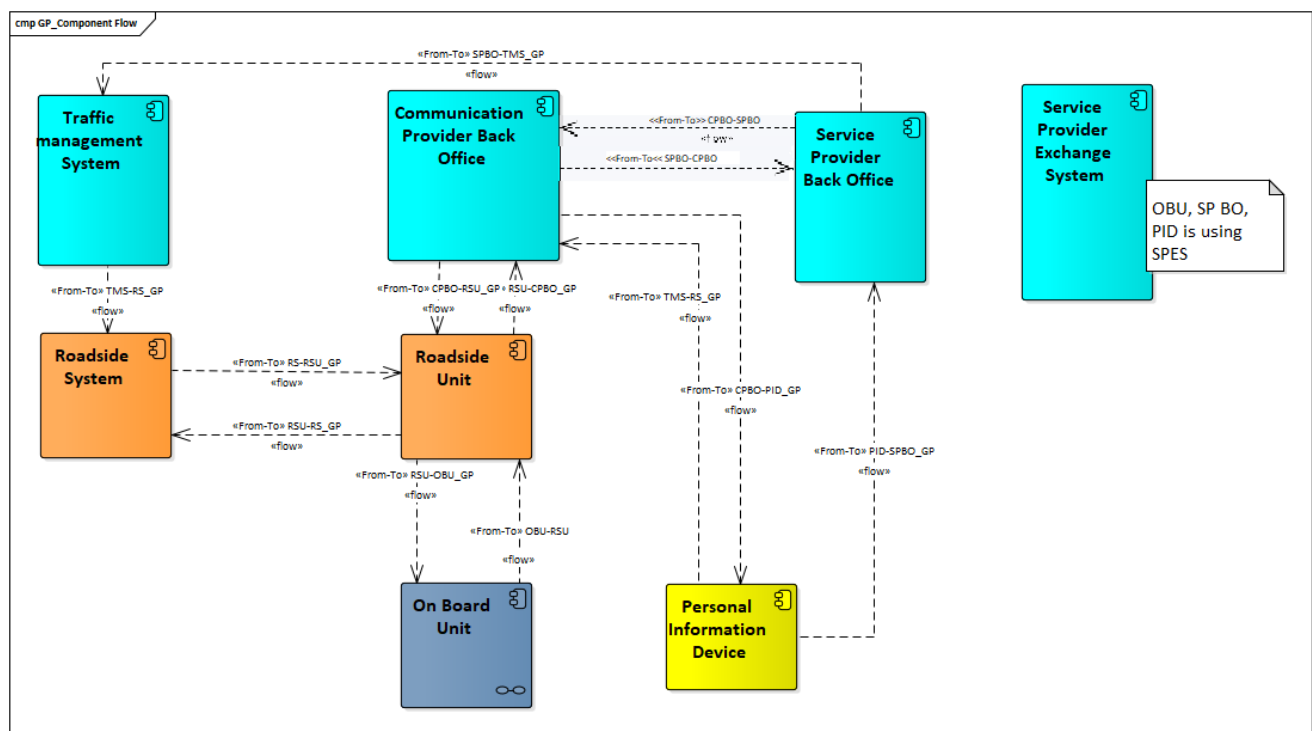 cmp GP_Component Flow
«From-To» SPBO-TMS_GP
«flow»
Traffic
management
System
Communication
Provider Back
Office
<<From-To>> CPBO-SPBO
«flow»
<<From-To<< SPBO-CPBO
Service
Provider
Back Office
Service
Provider
Exchange
System
OBU, SP BO,
PID is using
SPES
«From-To» TMS-RS_GP
«flow»
«From-To» CPBO-RSU_GP
«flow»
RSU-CPBO_GP
«flow»
«From-To» TMS-RS_GP
«flow»
Roadside
System
«From-To» RS-RSU_GP
«flow»
Roadside
Unit
«From-To» CPBO-PID_GP
«flow»
«From-To» RSU-RS_GP
«flow»
«From-To» PID-SPBO_GP
«flow»
«From-To» RSU-OBU_GP
«flow»
«From-To» OBU-RSU
«flow»
On Board
Unit
Personal
Information
Device